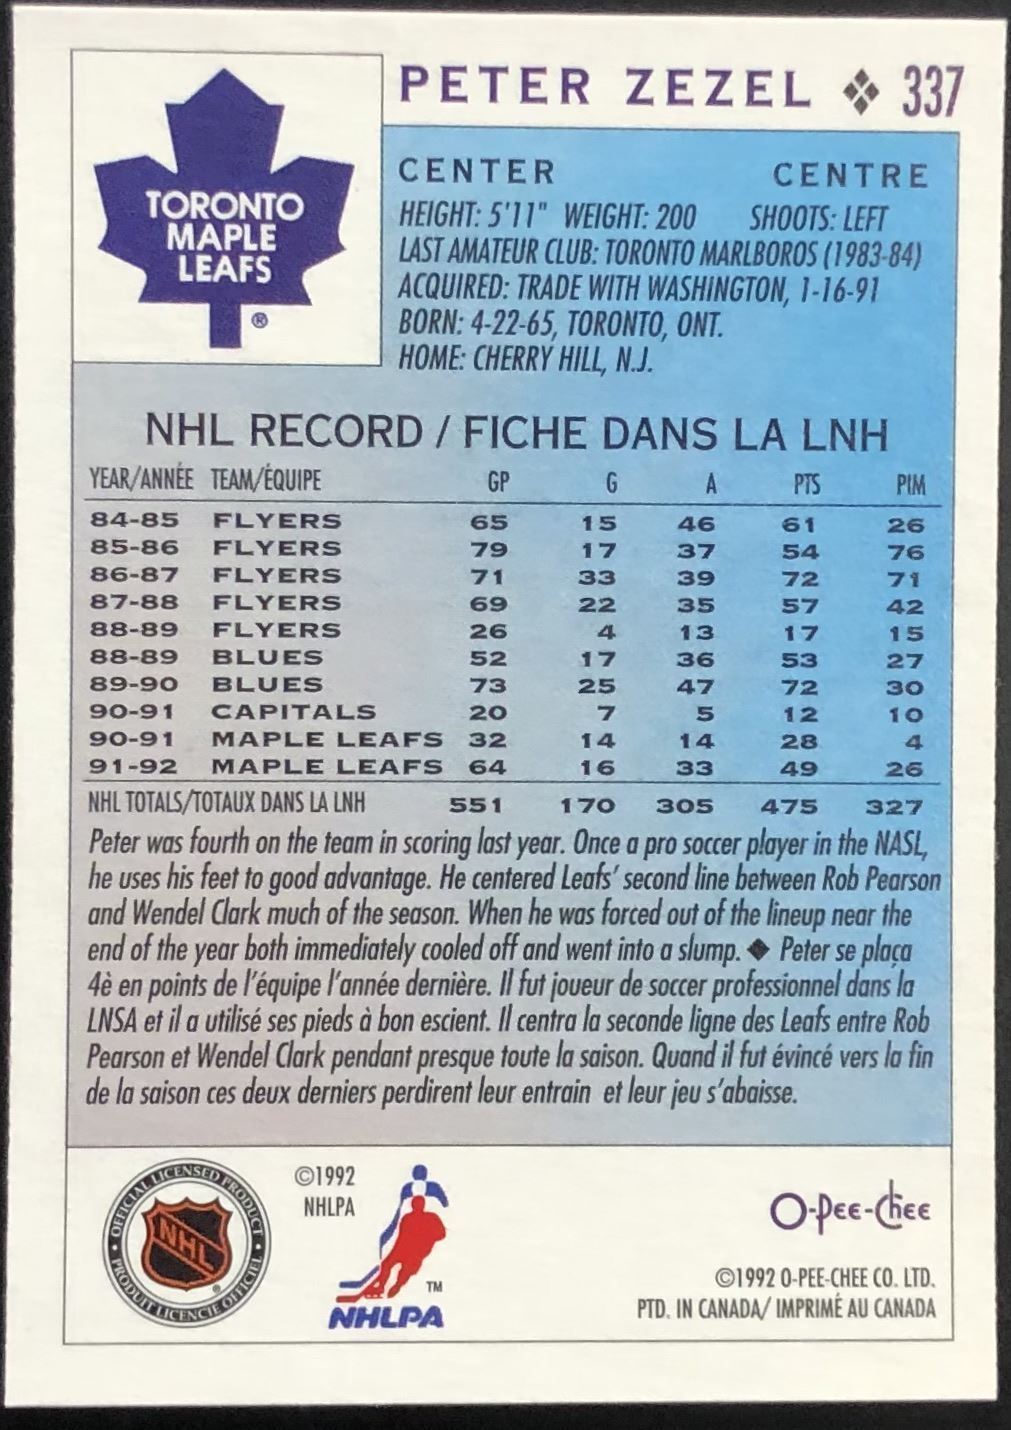 PETER ZEZEL ❖ 337
TORONTO
MAPLE
LEAFS
®
CENTER CENTRE
HEIGHT: 5'11" WEIGHT: 200 SHOOTS: LEFT
LAST AMATEUR CLUB: TORONTO MARLBOROS (1983-84)
ACQUIRED: TRADE WITH WASHINGTON, 1-16-91
BORN: 4-22-65, TORONTO, ONT.
HOME: CHERRY HILL, N.J.
NHL RECORD / FICHE DANS LA LNH
YEAR/ANNÉE TEAM/ÉQUIPE GP G A PTS PIM
84-85 FLYERS 65 15 46 61 26
85-86 FLYERS 79 17 37 54 76
86-87 FLYERS 71 33 39 72 71
87-88 FLYERS 69 22 35 57 42
88-89 FLYERS 26 4 13 17 15
88-89 BLUES 52 17 36 53 27
89-90 BLUES 73 25 47 72 30
90-91 CAPITALS 20 7 5 12 10
90-91 MAPLE LEAFS 32 14 14 28 4
91-92 MAPLE LEAFS 64 16 33 49 26
NHL TOTALS/TOTAUX DANS LA LNH 551 170 305 475 327
Peter was fourth on the team in scoring last year. Once a pro soccer player in the NASL,
he uses his feet to good advantage. He centered Leafs' second line between Rob Pearson
and Wendel Clark much of the season. When he was forced out of the lineup near the
end of the year both immediately cooled off and went into a slump. ◆ Peter se plaça
4è en points de l'équipe l'année dernière. Il fut joueur de soccer professionnel dans la
LNSA et il a utilisé ses pieds à bon escient. Il centra la seconde ligne des Leafs entre Rob
Pearson et Wendel Clark pendant presque toute la saison. Quand il fut évincé vers la fin
de la saison ces deux derniers perdirent leur entrain et leur jeu s'abaisse.
OFFICIAL LICENSED PRODUCT
NHL
®
PRODUIT LICENCIE OFFICIEL
©1992
NHLPA
TM
NHLPA
O-Pee-Chee
©1992 O-PEE-CHEE CO. LTD.
PTD. IN CANADA/ IMPRIMÉ AU CANADA